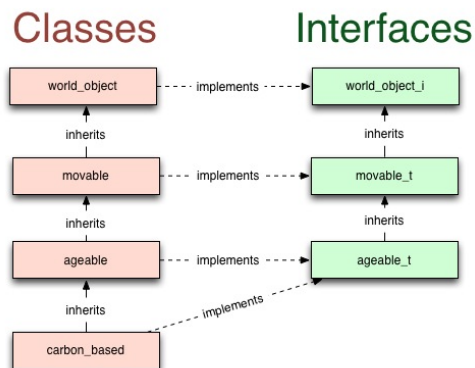 Classes Interfaces
world_object implements world_object_i
inherits inherits
movable implements movable_t
inherits inherits
ageable implements ageable_t
inherits implements
carbon_based